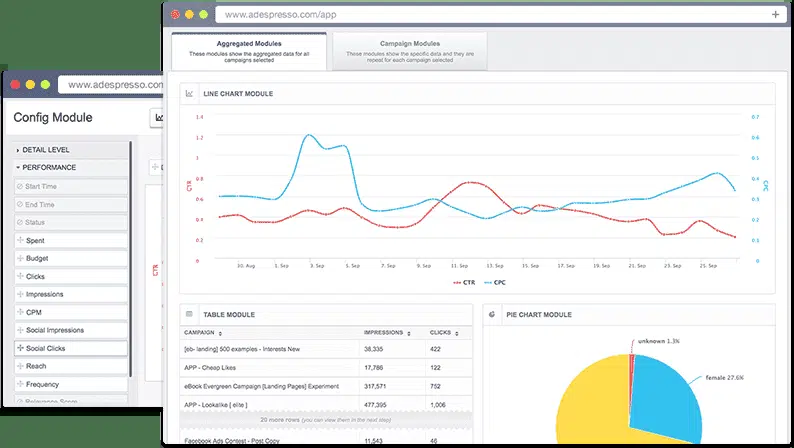 www.adespresso.com/app
Aggregated Modules
These modules show the aggregated data for all
campaigns selected
Campaign Modules
These modules show the specific data and they are
repeat for each campaign selected
www.adespresso.com
Config Module
DETAIL LEVEL
PERFORMANCE
Start Time
End Time
Status
Spent
Budget
Clicks
Impressions
CPM
Social Impressions
Social Clicks
Reach
Frequency
Relevance Score
CTR
LINE CHART MODULE
1.4
1.2
1
0.8
0.6
0.4
0.2
0
CTR
0.7
0.6
0.5
0.4
0.3
0.2
0.1
0
CPC
30. Aug 1. Sep 3. Sep 5. Sep 7. Sep 9. Sep 11. Sep 13. Sep 15. Sep 17. Sep 19. Sep 21. Sep 23. Sep 25. Sep
CTR CPC
TABLE MODULE
CAMPAIGN IMPRESSIONS CLICKS
[eb- landing] 500 examples - Interests New 38,335 422
APP - Cheap Likes 17,786 122
eBook Evergreen Campaign [Landing Pages] Experiment 317,571 752
APP - Lookalike [ elite ] 477,395 1,006
20 more rows (you can view them in the next step)
Facebook Ads Contest - Post Copy 11,543 46
PIE CHART MODULE
unknown 1.3%
female 27.6%